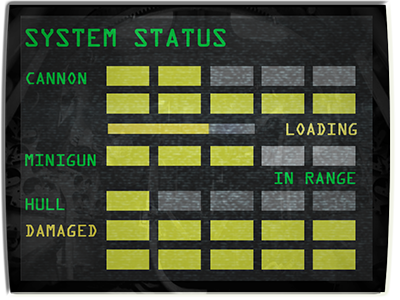 SYSTEM STATUS
CANNON
LOADING
MINIGUN
IN RANGE
HULL
DAMAGED